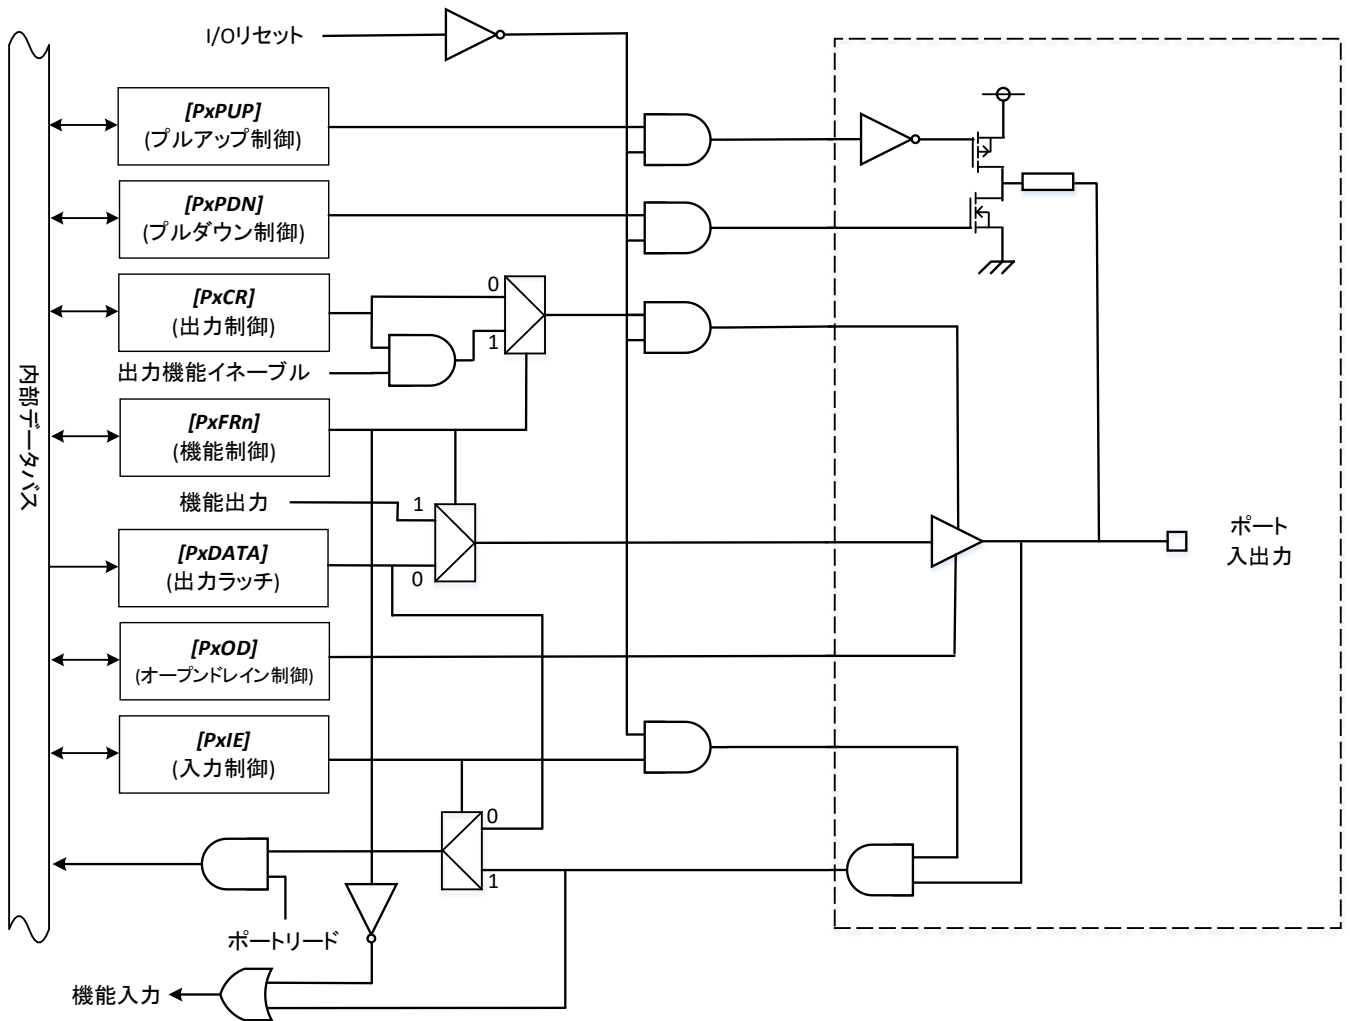 I/Oリセット
[PxPUP]
(プルアップ制御)
[PxPDN]
(プルダウン制御)
[PxCR]
(出力制御)
0
1
出力機能イネーブル
内部データバス
[PxFRn]
(機能制御)
機能出力
1
[PxDATA]
(出力ラッチ)
0
ポート
入出力
[PxOD]
(オープンドレイン制御)
[PxIE]
(入力制御)
0
1
ポートリード
機能入力